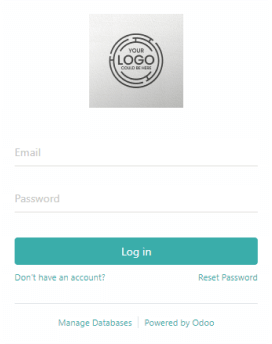 YOUR
LOGO
COULD BE HERE
Email
Password
Log in
Don't have an account? Reset Password
Manage Databases Powered by Odoo